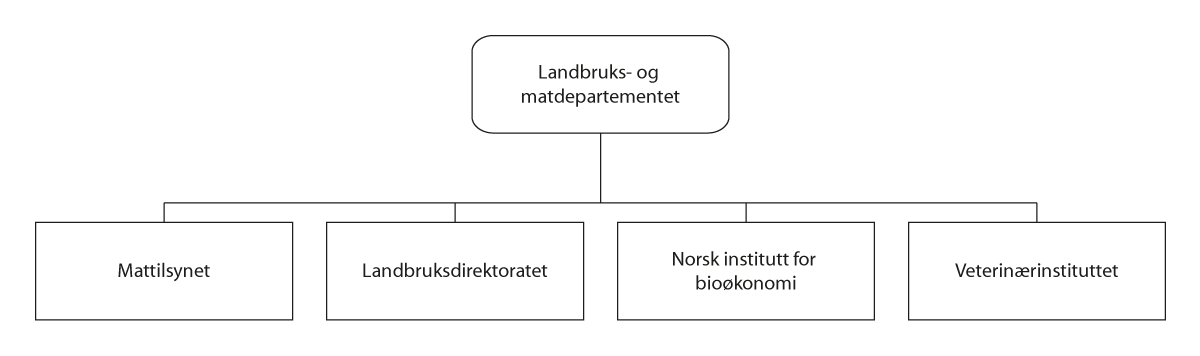 Landbruks- og
matdepartementet
Mattilsynet
Landbruksdirektoratet
Norsk institutt for
bioøkonomi
Veterinærinstituttet